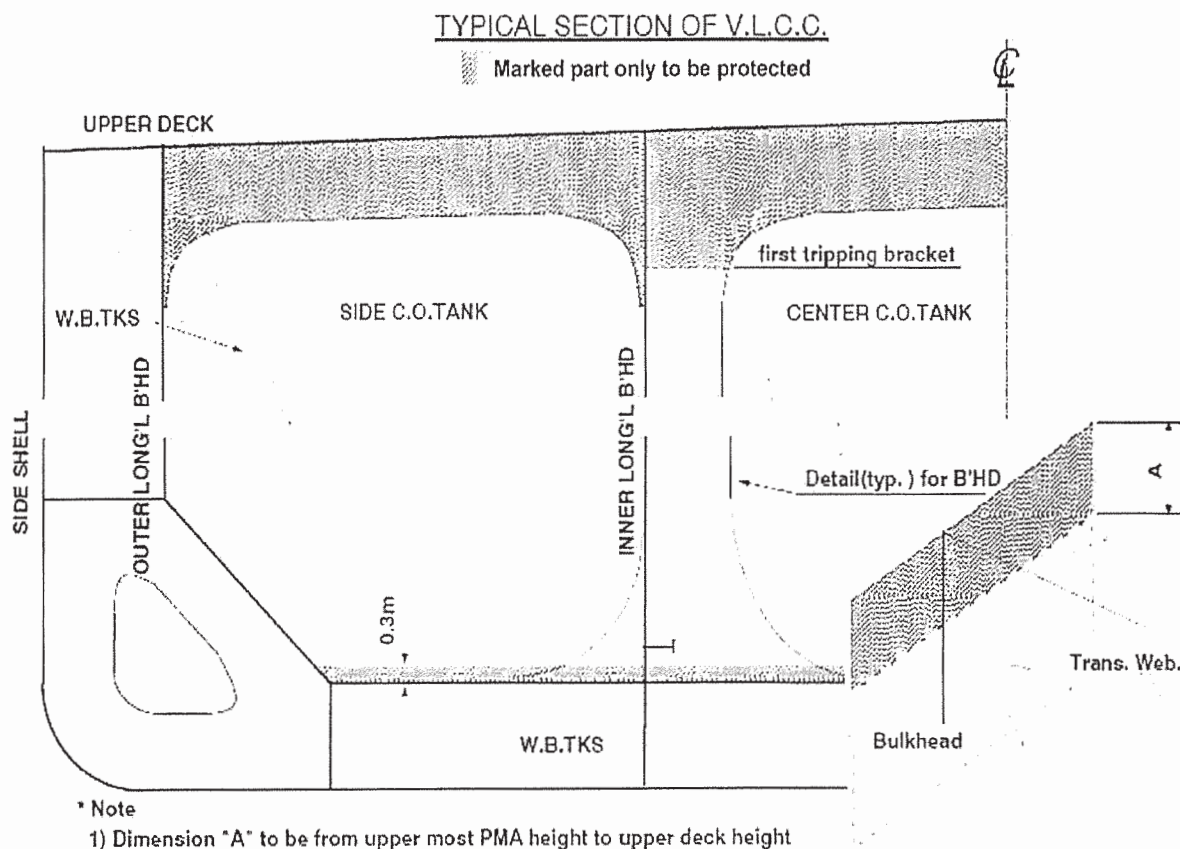 TYPICAL SECTION OF V.L.C.C.
Marked part only to be protected
℄
UPPER DECK
first tripping bracket
W.B.TKS
SIDE C.O.TANK
CENTER C.O.TANK
SIDE SHELL
OUTER LONG'L B'HD
INNER LONG'L B'HD
Detail(typ. ) for B'HD
A
0.3m
Trans. Web.
Bulkhead
W.B.TKS
* Note
1) Dimension "A" to be from upper most PMA height to upper deck height